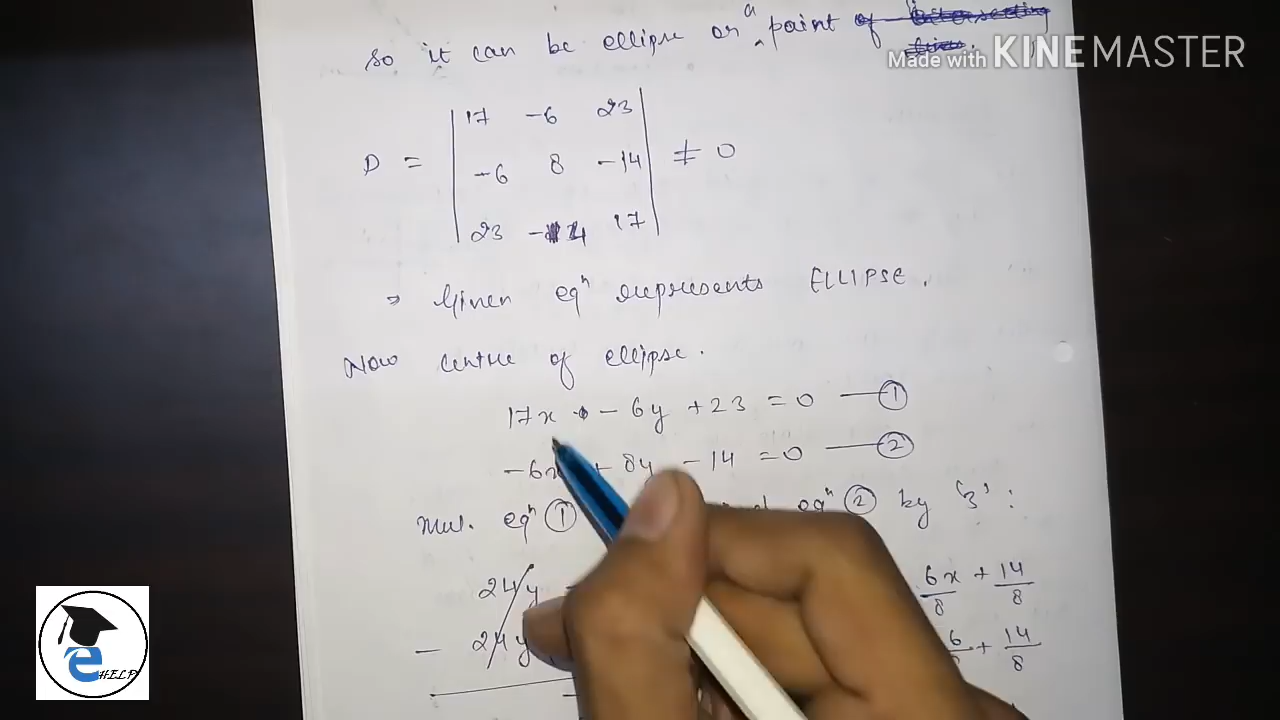 so it can be ellipse or a point of
Made with KINEMASTER
D = | 17 -6 23 |
| -6 8 -14 | ≠ 0
| 23 -14 17 |
⇒ Given eqⁿ represents ELLIPSE.
Now centre of ellipse.
17x - 6y + 23 = 0 — ①
-6x + 8y - 14 = 0 — ②
Mul. eqⁿ ① eqⁿ ② by '3':
24y
6x/8 + 14/8
- 24y
6 + 14/8
e HELP